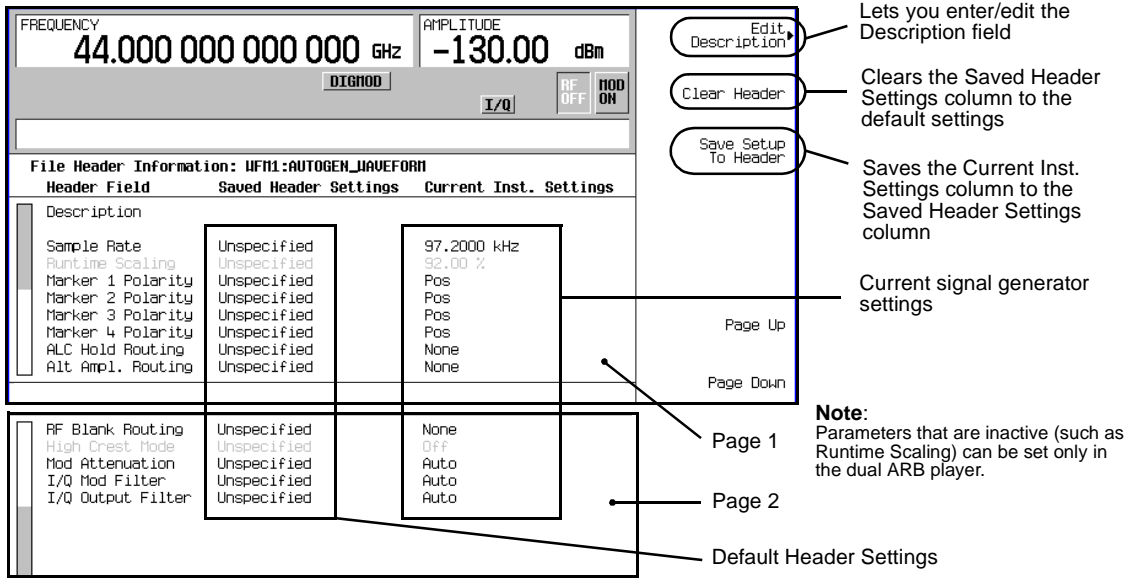 FREQUENCY
44.000 000 000 000 GHz
AMPLITUDE
-130.00 dBm
DIGMOD
I/Q
RF OFF
MOD ON
File Header Information: WFM1:AUTOGEN_WAVEFORM
Header Field Saved Header Settings Current Inst. Settings
Description
Sample Rate Unspecified 97.2000 kHz
Runtime Scaling Unspecified 92.00 %
Marker 1 Polarity Unspecified Pos
Marker 2 Polarity Unspecified Pos
Marker 3 Polarity Unspecified Pos
Marker 4 Polarity Unspecified Pos
ALC Hold Routing Unspecified None
Alt Ampl. Routing Unspecified None
RF Blank Routing Unspecified None
High Crest Mode Unspecified Off
Mod Attenuation Unspecified Auto
I/Q Mod Filter Unspecified Auto
I/Q Output Filter Unspecified Auto
Edit
Description
Clear Header
Save Setup
To Header
Page Up
Page Down
Lets you enter/edit the
Description field
Clears the Saved Header
Settings column to the
default settings
Saves the Current Inst.
Settings column to the
Saved Header Settings
column
Current signal generator
settings
Page 1
Note:
Parameters that are inactive (such as
Runtime Scaling) can be set only in
the dual ARB player.
Page 2
Default Header Settings